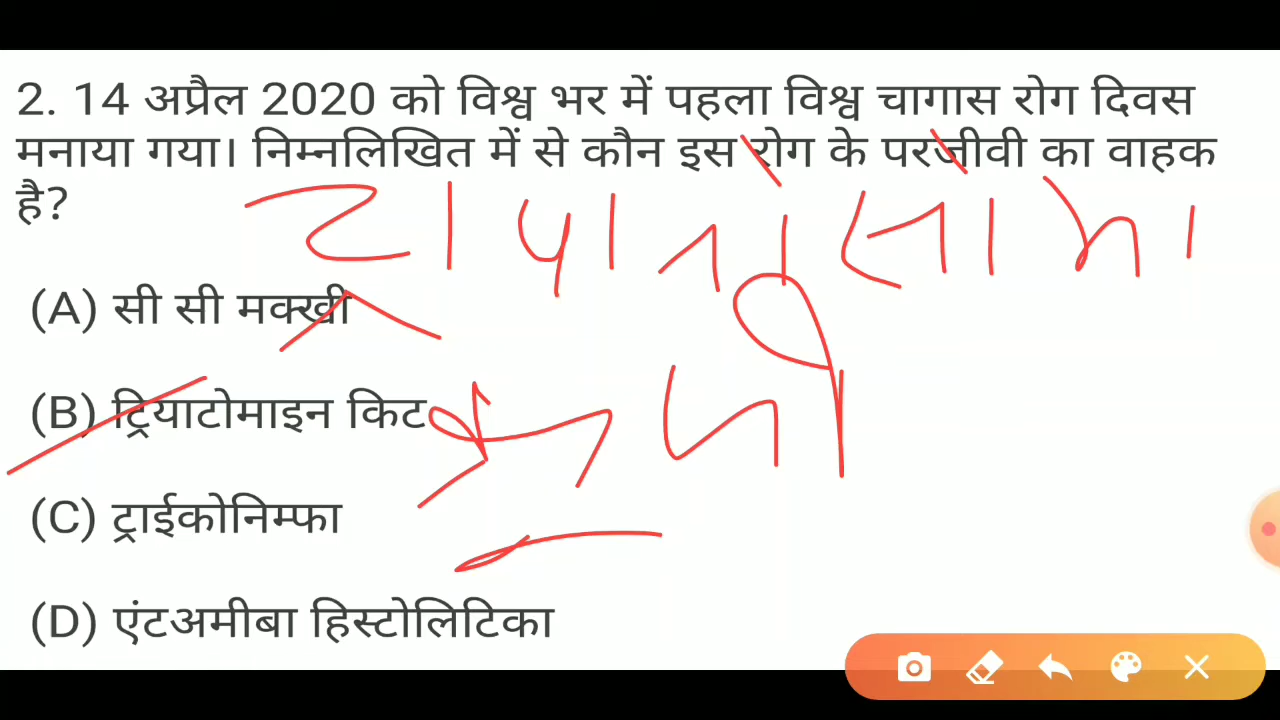 2. 14 अप्रैल 2020 को विश्व भर में पहला विश्व चागास रोग दिवस
मनाया गया। निम्नलिखित में से कौन इस रोग के परजीवी का वाहक
है?
(A) सी सी मक्खी
(B) ट्रियाटोमाइन किट
(C) ट्राईकोनिम्फा
(D) एंटअमीबा हिस्टोलिटिका